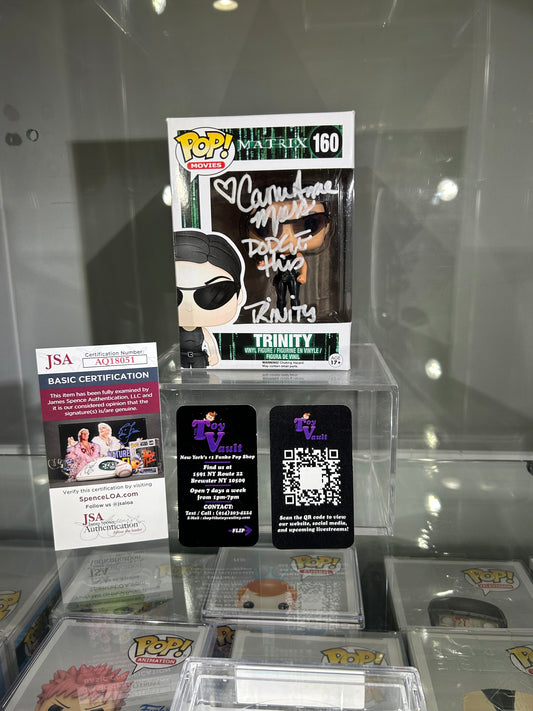 POP!
MOVIES
MATRIX
160
♡ Carrie Anne
Moss
DODGE
this
TRINITY
TRINITY
VINYL FIGURE / FIGURINE EN VINYLE /
FIGURA DE VINIL
17+
JSA
Certification Number:
AQ18051
BASIC CERTIFICATION
This item has been fully examined by
James Spence Authentication, LLC and
it is our considered opinion that the
signature(s) is/are genuine.
Verify this certification by visiting
SpenceLOA.com
Follow us @jsaloa
JSA
Authentication
Toy
Vault
New York's #1 Funko Pop Shop
Find us at
1591 NY Route 22
Brewster NY 10509
Open 7 days a week
from 1pm-7pm
CONTACT:
FLIP
Toy
Vault
Scan the QR code to view
our website, social media,
and upcoming livestreams!
POP!
ANIMATION
POP!
POP!
POP!